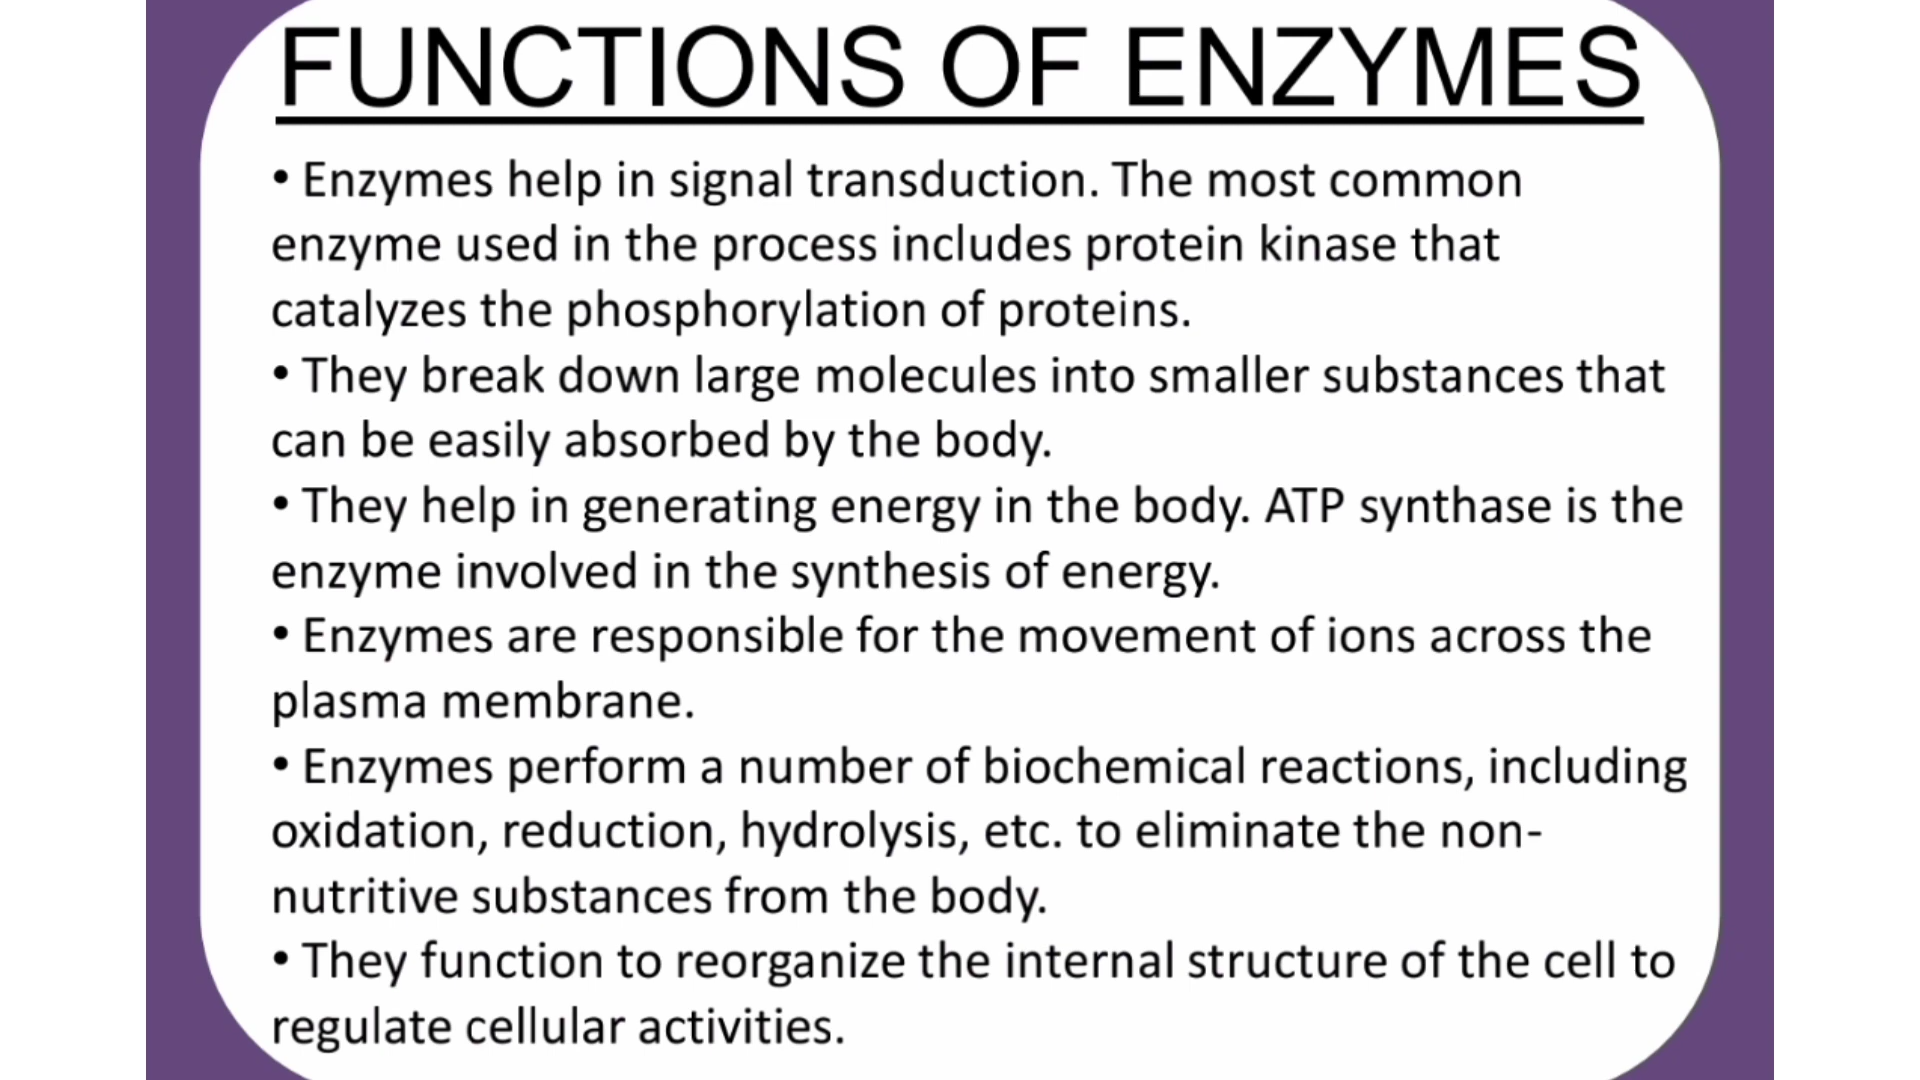 FUNCTIONS OF ENZYMES
• Enzymes help in signal transduction. The most common
enzyme used in the process includes protein kinase that
catalyzes the phosphorylation of proteins.
• They break down large molecules into smaller substances that
can be easily absorbed by the body.
• They help in generating energy in the body. ATP synthase is the
enzyme involved in the synthesis of energy.
• Enzymes are responsible for the movement of ions across the
plasma membrane.
• Enzymes perform a number of biochemical reactions, including
oxidation, reduction, hydrolysis, etc. to eliminate the non-
nutritive substances from the body.
• They function to reorganize the internal structure of the cell to
regulate cellular activities.